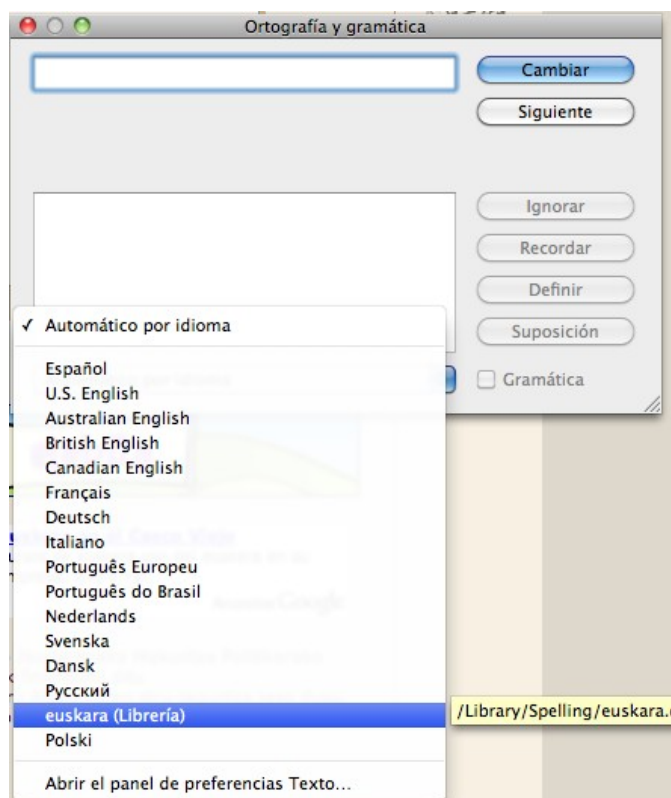 Ortografía y gramática
Cambiar
Siguiente
Ignorar
Recordar
Definir
Suposición
Gramática
✓ Automático por idioma
Español
U.S. English
Australian English
British English
Canadian English
Français
Deutsch
Italiano
Português Europeu
Português do Brasil
Nederlands
Svenska
Dansk
Русский
euskara (Librería)
/Library/Spelling/euskara.
Polski
Abrir el panel de preferencias Texto...